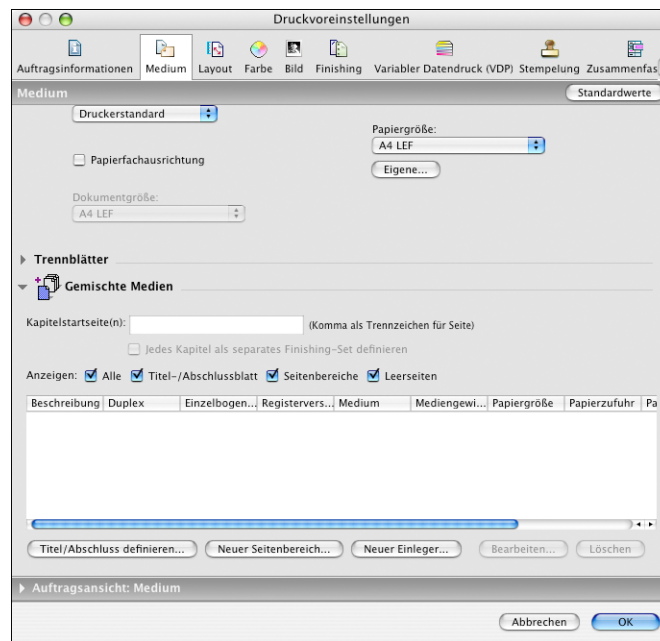 Druckvoreinstellungen
Auftragsinformationen Medium Layout Farbe Bild Finishing Variabler Datendruck (VDP) Stempelung Zusammenfas
Medium Standardwerte
Druckerstandard
Papiergröße:
A4 LEF
Papierfachausrichtung
Eigene...
Dokumentgröße:
A4 LEF
Trennblätter
Gemischte Medien
Kapitelstartseite(n): (Komma als Trennzeichen für Seite)
Jedes Kapitel als separates Finishing-Set definieren
Anzeigen: Alle Titel-/Abschlussblatt Seitenbereiche Leerseiten
Beschreibung Duplex Einzelbogen... Registervers... Medium Mediengewi... Papiergröße Papierzufuhr Pa
Titel/Abschluss definieren... Neuer Seitenbereich... Neuer Einleger... Bearbeiten... Löschen
Auftragsansicht: Medium
Abbrechen OK